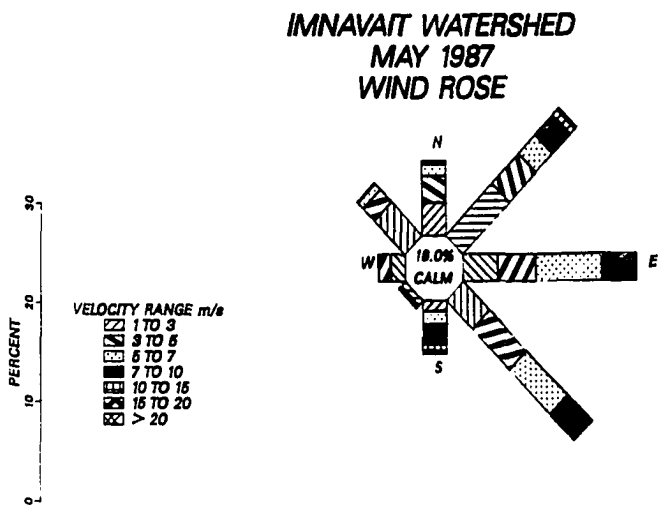 IMNAVAIT WATERSHED
MAY 1987
WIND ROSE
N
30
W
18.0%
CALM
E
20
VELOCITY RANGE m/s
1 TO 3
3 TO 5
5 TO 7
7 TO 10
10 TO 15
15 TO 20
> 20
S
PERCENT
10
0